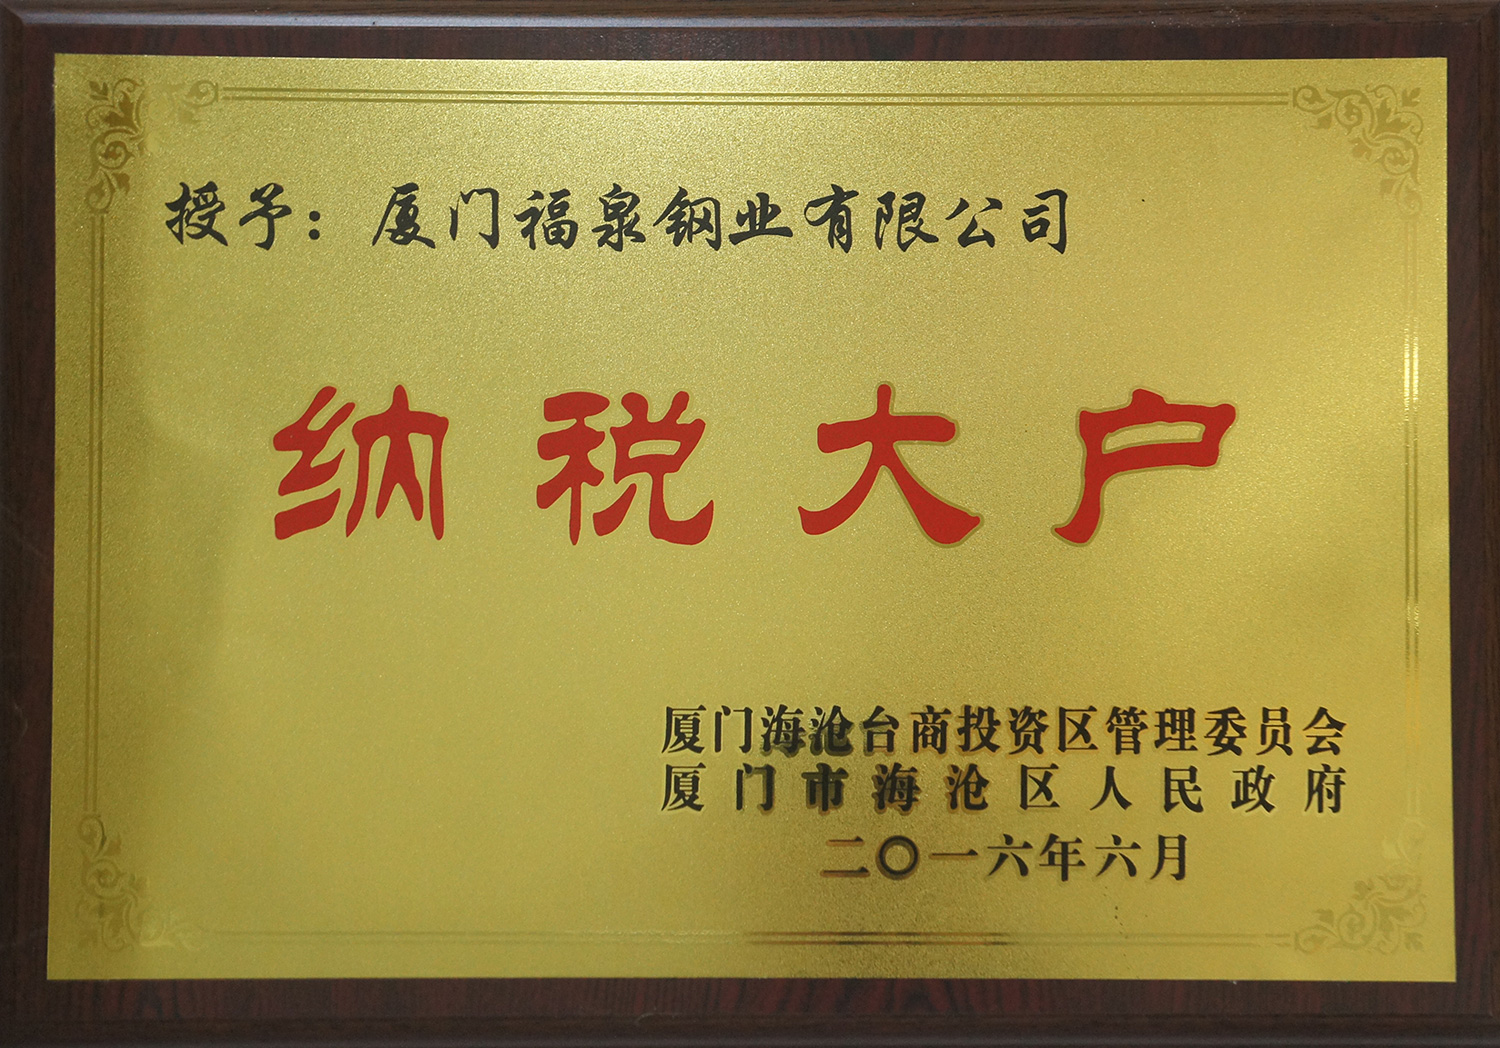 授予：厦门福泉钢业有限公司
纳税大户
厦门海沧台商投资区管理委员会
厦门市海沧区人民政府
二〇一六年六月